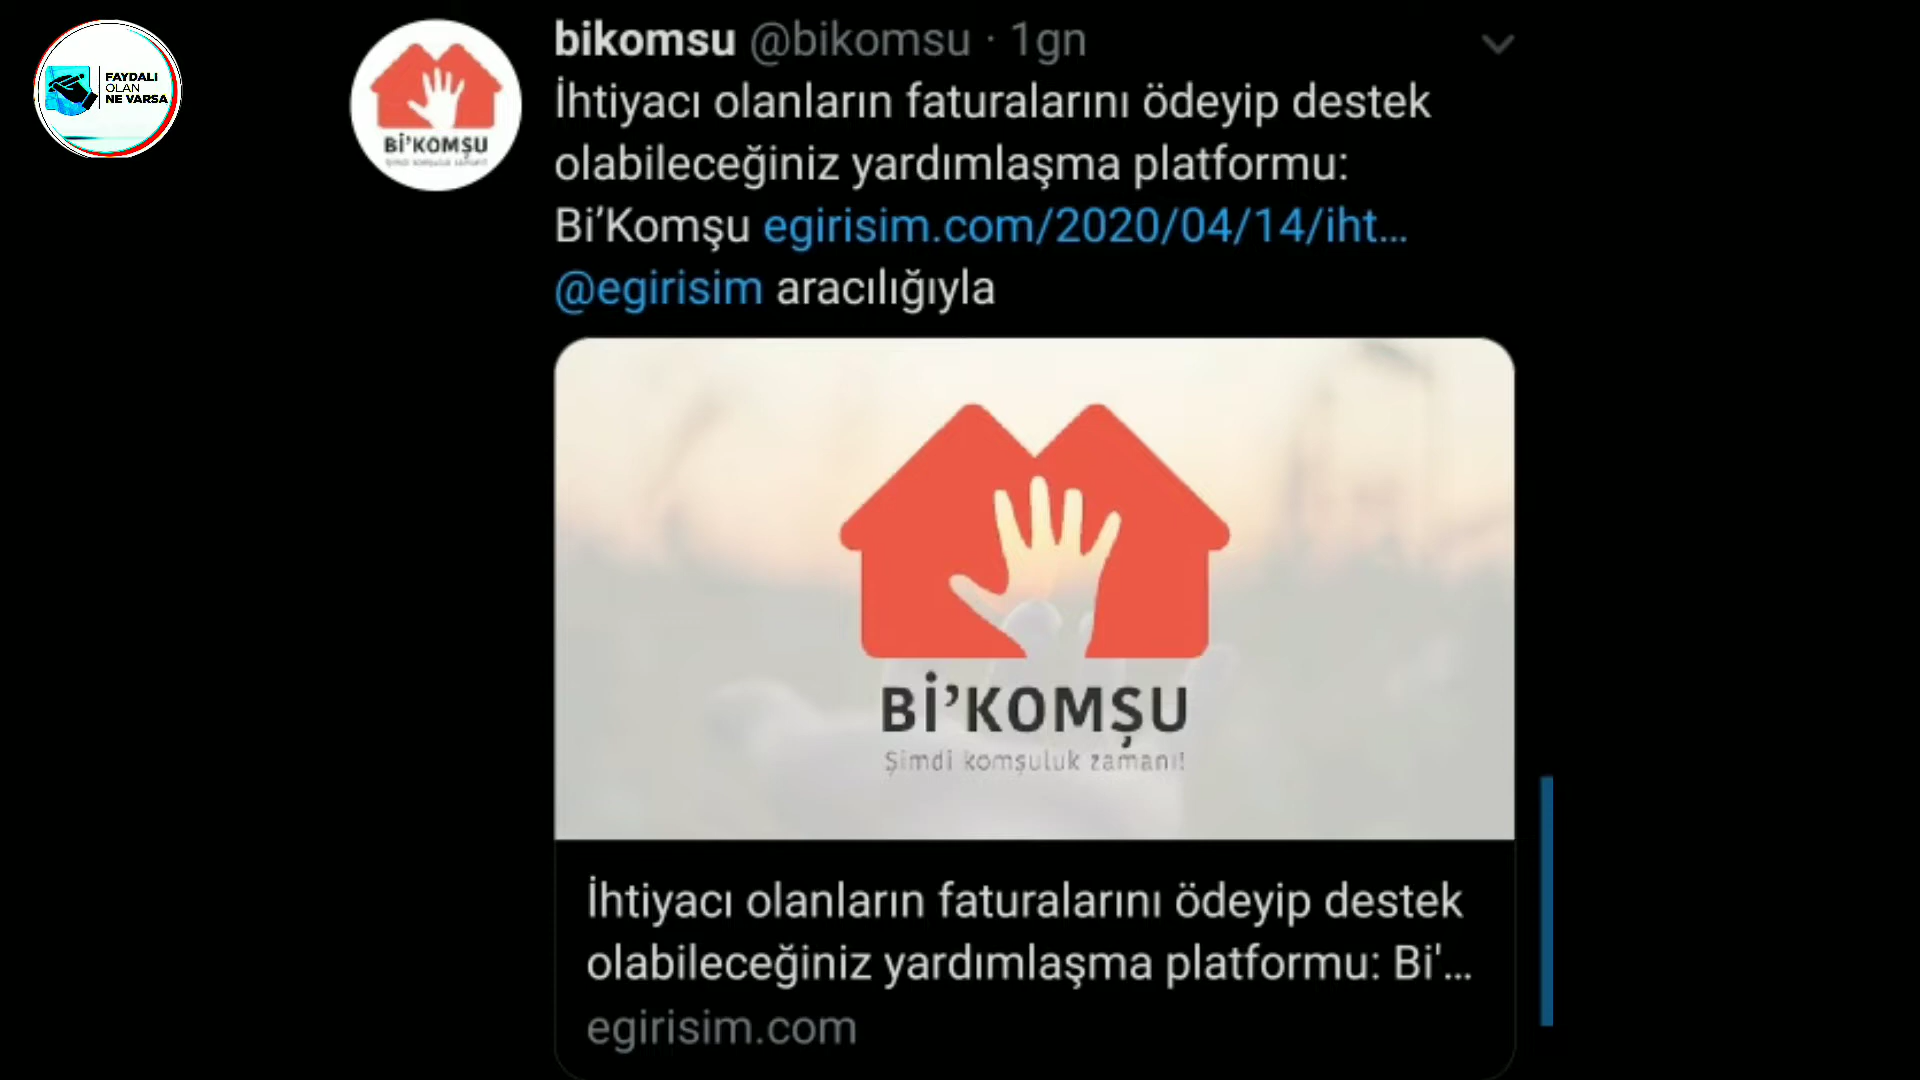 FAYDALI
OLAN
NE VARSA
Bİ’KOMŞU
bikomsu @bikomsu · 1gn
İhtiyacı olanların faturalarını ödeyip destek
olabileceğiniz yardımlaşma platformu:
Bi’Komşu egirisim.com/2020/04/14/iht...
@egirisim aracılığıyla
Bİ’KOMŞU
Şimdi komşuluk zamanı!
İhtiyacı olanların faturalarını ödeyip destek
olabileceğiniz yardımlaşma platformu: Bi'...
egirisim.com